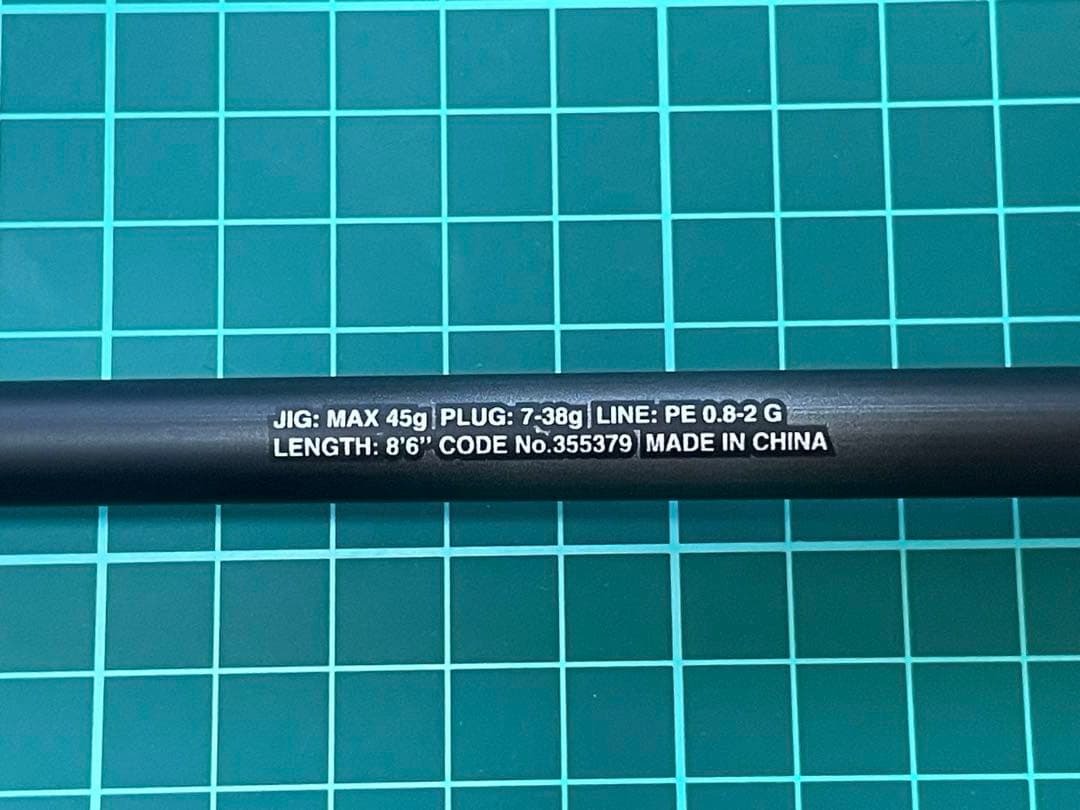 JIG: MAX 45g|PLUG: 7-38g|LINE: PE 0.8-2 G
LENGTH: 8'6" CODE No.355379|MADE IN CHINA